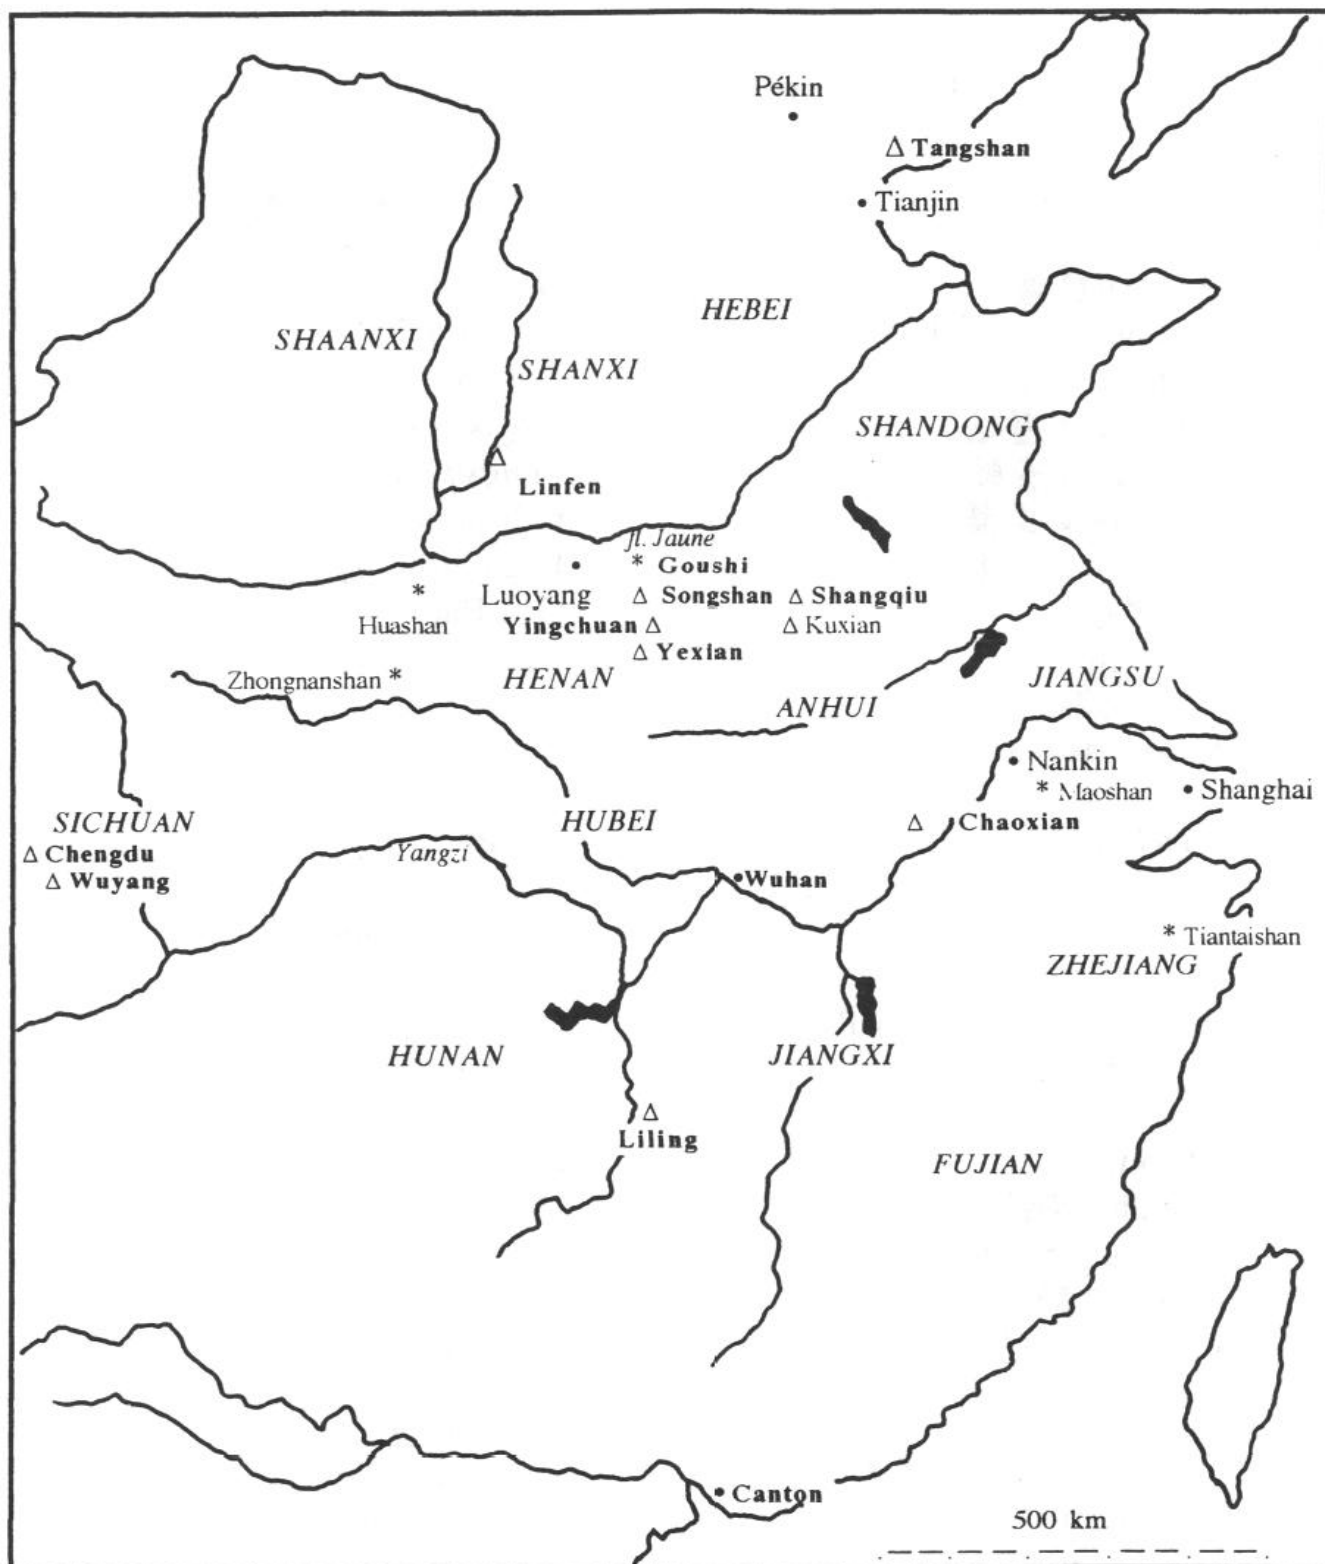 Pékin
Δ Tangshan
Tianjin
HEBEI
SHAANXI
SHANXI
SHANDONG
Δ
Linfen
fl. Jaune
* Goushi
*
Luoyang
Δ Songshan
Δ Shangqiu
Huashan
Yingchuan Δ
Δ Kuxian
Δ Yexian
Zhongnanshan *
HENAN
JIANGSU
ANHUI
Nankin
* Maoshan
Shanghai
SICHUAN
HUBEI
Δ Chaoxian
Δ Chengdu
Yangzi
Δ Wuyang
Wuhan
* Tiantaishan
ZHEJIANG
HUNAN
JIANGXI
Δ
Liling
FUJIAN
Canton
500 km